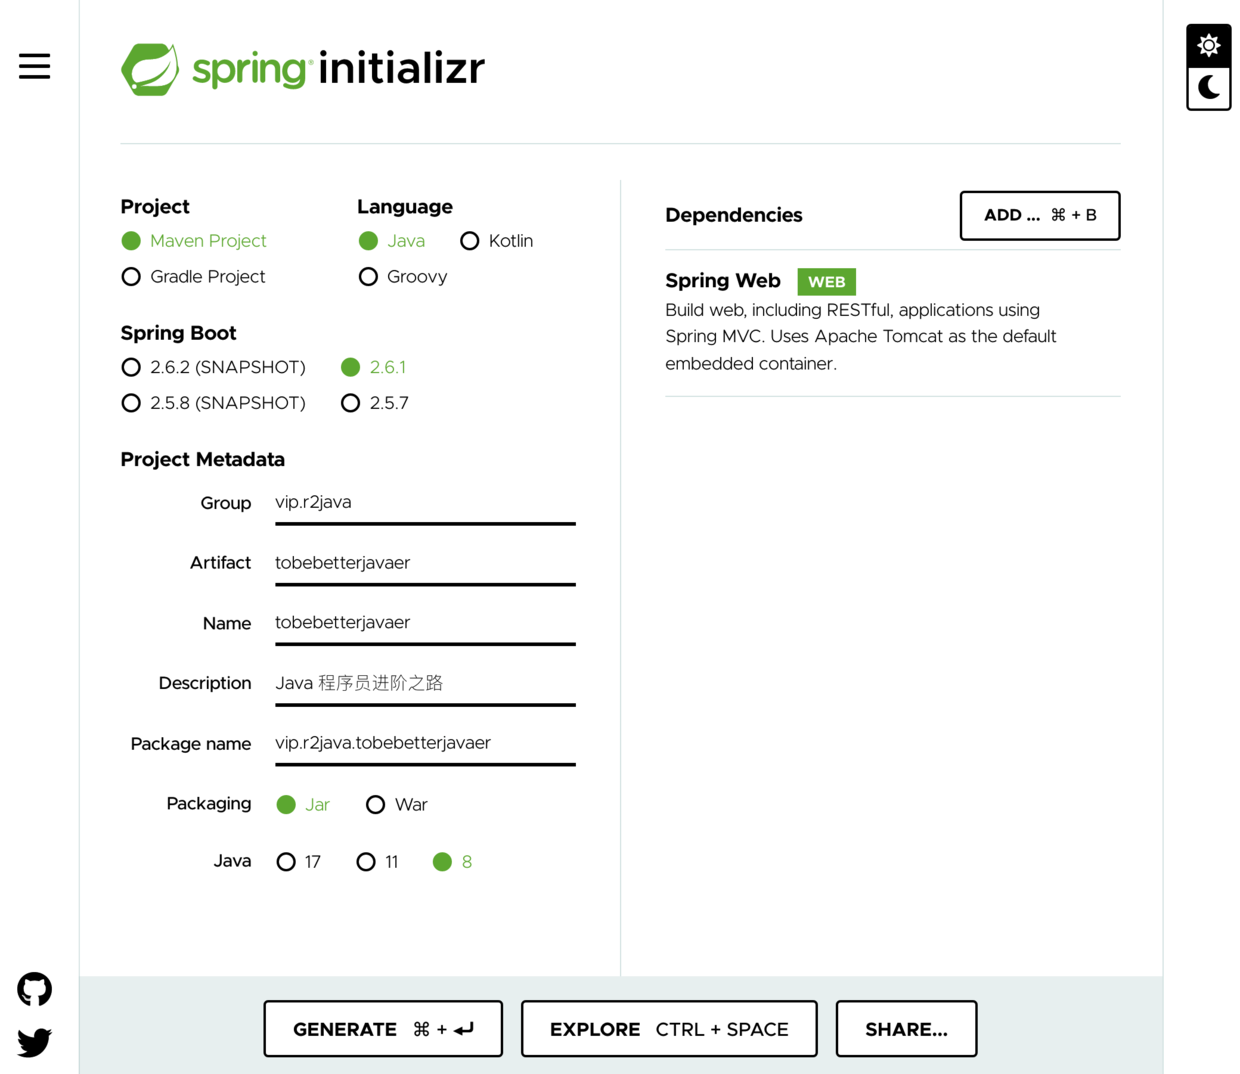 spring initializr
Project
Maven Project
Gradle Project
Language
Java Kotlin
Groovy
Spring Boot
2.6.2 (SNAPSHOT) 2.6.1
2.5.8 (SNAPSHOT) 2.5.7
Project Metadata
Group vip.r2java
Artifact tobebetterjavaer
Name tobebetterjavaer
Description Java 程序员进阶之路
Package name vip.r2java.tobebetterjavaer
Packaging Jar War
Java 17 11 8
Dependencies ADD ... ⌘ + B
Spring Web WEB
Build web, including RESTful, applications using
Spring MVC. Uses Apache Tomcat as the default
embedded container.
GENERATE ⌘ + ↵ EXPLORE CTRL + SPACE SHARE...